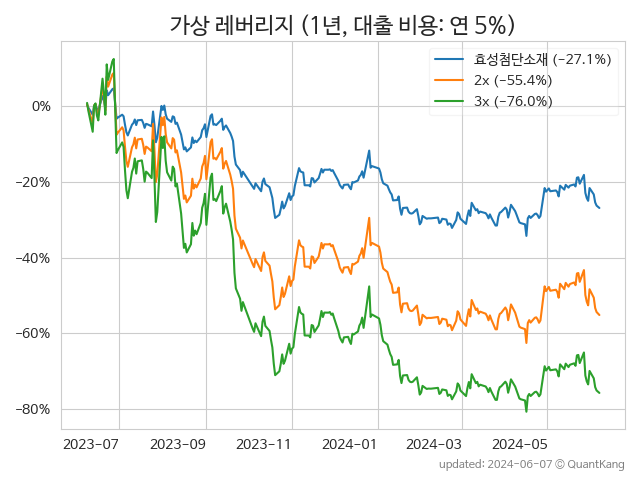 가상 레버리지 (1년, 대출 비용: 연 5%)
효성첨단소재 (-27.1%)
2x (-55.4%)
3x (-76.0%)
0%
-20%
-40%
-60%
-80%
2023-07 2023-09 2023-11 2024-01 2024-03 2024-05
updated: 2024-06-07 © QuantKang